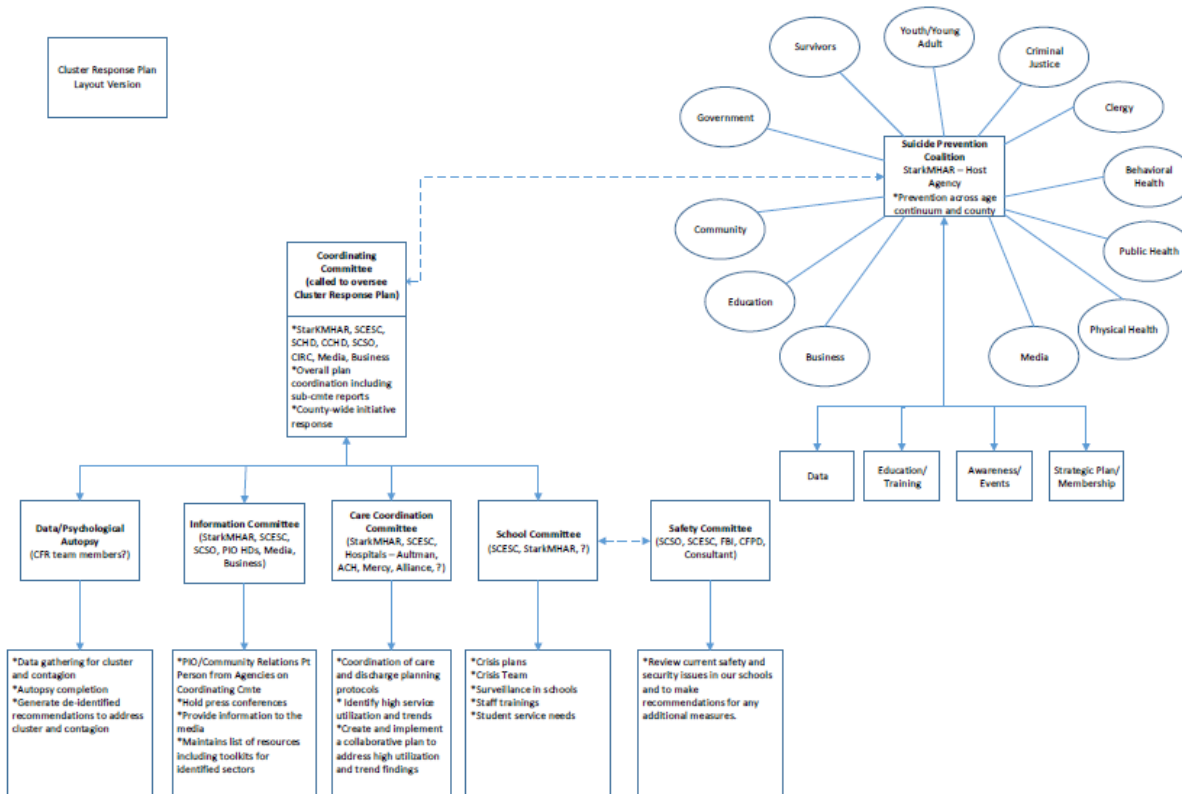 Cluster Response Plan
Layout Version
Survivors
Youth/Young
Adult
Criminal
Justice
Clergy
Government
Suicide Prevention
Coalition
StarkMHAR – Host
Agency
*Prevention across age
continuum and county
Behavioral
Health
Community
Public Health
Education
Physical Health
Business
Media
Coordinating
Committee
(called to oversee
Cluster Response Plan)
*StarKMHAR, SCESC,
SCHD, CCHD, SCSO,
CIRC, Media, Business
*Overall plan
coordination including
sub-cmte reports
*County-wide initiative
response
Data
Education/
Training
Awareness/
Events
Strategic Plan/
Membership
Data/Psychological
Autopsy
(CFR team members?)
Information Committee
(StarkMHAR, SCESC,
SCSO, PIO HDs, Media,
Business)
Care Coordination
Committee
(StarkMHAR, SCESC,
Hospitals – Aultman,
ACH, Mercy, Alliance, ?)
School Committee
(SCESC, StarkMHAR, ?)
Safety Committee
(SCSO, SCESC, FBI, CFPD,
Consultant)
*Data gathering for cluster
and contagion
*Autopsy completion
*Generate de-identified
recommendations to address
cluster and contagion
*PIO/Community Relations Pt
Person from Agencies on
Coordinating Cmte
*Hold press conferences
*Provide information to the
media
*Maintains list of resources
including toolkits for
identified sectors
*Coordination of care
and discharge planning
protocols
* Identify high service
utilization and trends
*Create and implement
a collaborative plan to
address high utilization
and trend findings
*Crisis plans
*Crisis Team
*Surveillance in schools
*Staff trainings
*Student service needs
*Review current safety and
security issues in our schools
and to make
recommendations for any
additional measures.